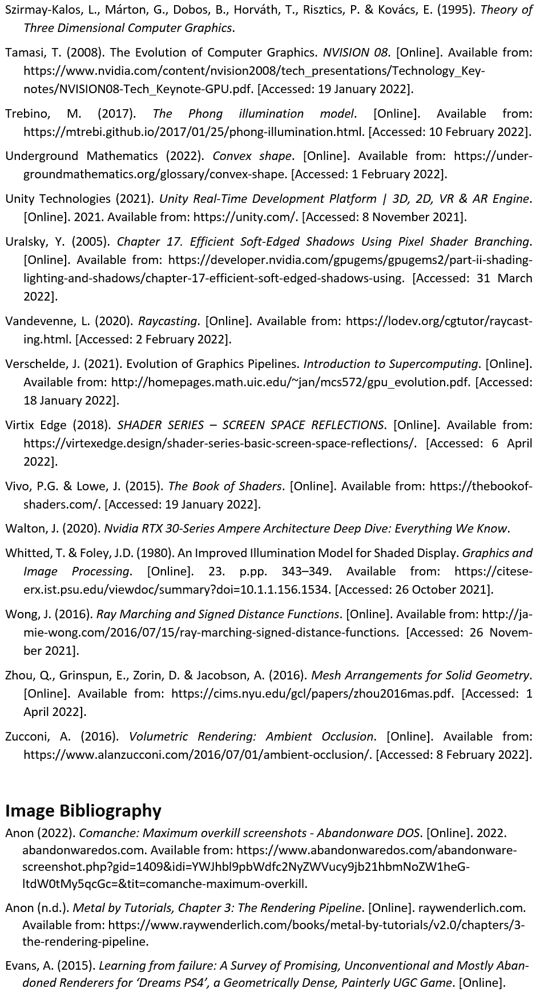 Szirmay-Kalos, L., Márton, G., Dobos, B., Horváth, T., Risztics, P. & Kovács, E. (1995). Theory of
Three Dimensional Computer Graphics.
Tamasi, T. (2008). The Evolution of Computer Graphics. NVISION 08. [Online]. Available from:
https://www.nvidia.com/content/nvision2008/tech_presentations/Technology_Key-
notes/NVISION08-Tech_Keynote-GPU.pdf. [Accessed: 19 January 2022].
Trebino, M. (2017). The Phong illumination model. [Online]. Available from:
https://mtrebi.github.io/2017/01/25/phong-illumination.html. [Accessed: 10 February 2022].
Underground Mathematics (2022). Convex shape. [Online]. Available from: https://under-
groundmathematics.org/glossary/convex-shape. [Accessed: 1 February 2022].
Unity Technologies (2021). Unity Real-Time Development Platform | 3D, 2D, VR & AR Engine.
[Online]. 2021. Available from: https://unity.com/. [Accessed: 8 November 2021].
Uralsky, Y. (2005). Chapter 17. Efficient Soft-Edged Shadows Using Pixel Shader Branching.
[Online]. Available from: https://developer.nvidia.com/gpugems/gpugems2/part-ii-shading-
lighting-and-shadows/chapter-17-efficient-soft-edged-shadows-using. [Accessed: 31 March
2022].
Vandevenne, L. (2020). Raycasting. [Online]. Available from: https://lodev.org/cgtutor/raycast-
ing.html. [Accessed: 2 February 2022].
Verschelde, J. (2021). Evolution of Graphics Pipelines. Introduction to Supercomputing. [Online].
Available from: http://homepages.math.uic.edu/~jan/mcs572/gpu_evolution.pdf. [Accessed:
18 January 2022].
Virtix Edge (2018). SHADER SERIES – SCREEN SPACE REFLECTIONS. [Online]. Available from:
https://virtexedge.design/shader-series-basic-screen-space-reflections/. [Accessed: 6 April
2022].
Vivo, P.G. & Lowe, J. (2015). The Book of Shaders. [Online]. Available from: https://thebookof-
shaders.com/. [Accessed: 19 January 2022].
Walton, J. (2020). Nvidia RTX 30-Series Ampere Architecture Deep Dive: Everything We Know.
Whitted, T. & Foley, J.D. (1980). An Improved Illumination Model for Shaded Display. Graphics and
Image Processing. [Online]. 23. p.pp. 343–349. Available from: https://citese-
erx.ist.psu.edu/viewdoc/summary?doi=10.1.1.156.1534. [Accessed: 26 October 2021].
Wong, J. (2016). Ray Marching and Signed Distance Functions. [Online]. Available from: http://ja-
mie-wong.com/2016/07/15/ray-marching-signed-distance-functions. [Accessed: 26 Novem-
ber 2021].
Zhou, Q., Grinspun, E., Zorin, D. & Jacobson, A. (2016). Mesh Arrangements for Solid Geometry.
[Online]. Available from: https://cims.nyu.edu/gcl/papers/zhou2016mas.pdf. [Accessed: 1
April 2022].
Zucconi, A. (2016). Volumetric Rendering: Ambient Occlusion. [Online]. Available from:
https://www.alanzucconi.com/2016/07/01/ambient-occlusion/. [Accessed: 8 February 2022].
Image Bibliography
Anon (2022). Comanche: Maximum overkill screenshots - Abandonware DOS. [Online]. 2022.
abandonwaredos.com. Available from: https://www.abandonwaredos.com/abandonware-
screenshot.php?gid=1409&idi=YWJhbl9pbWdfc2NyZWVucy9jb21hbmNoZW1heG-
ltdW0tMy5qcGc=&tit=comanche-maximum-overkill.
Anon (n.d.). Metal by Tutorials, Chapter 3: The Rendering Pipeline. [Online]. raywenderlich.com.
Available from: https://www.raywenderlich.com/books/metal-by-tutorials/v2.0/chapters/3-
the-rendering-pipeline.
Evans, A. (2015). Learning from failure: A Survey of Promising, Unconventional and Mostly Aban-
doned Renderers for ‘Dreams PS4’, a Geometrically Dense, Painterly UGC Game. [Online].